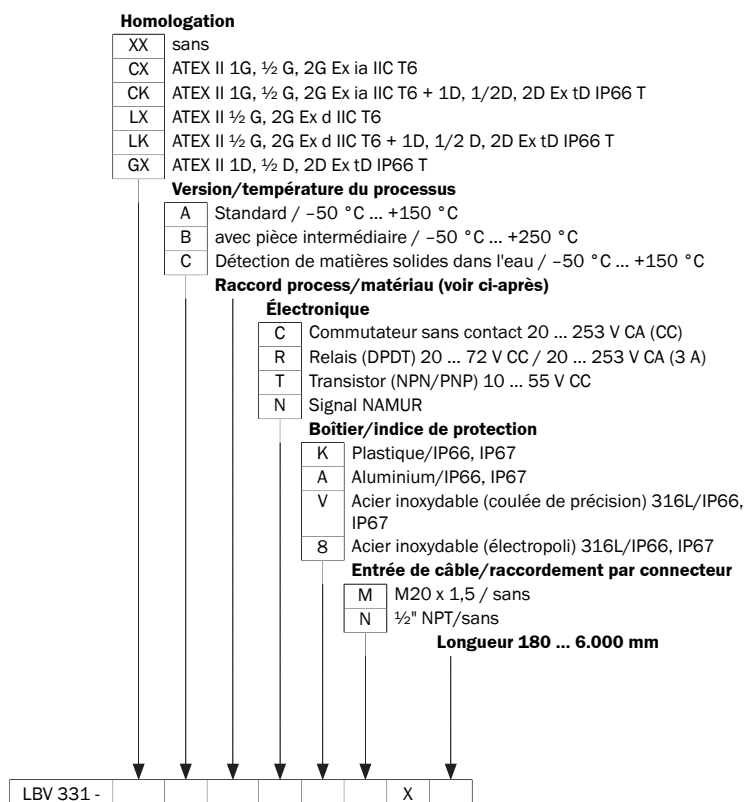 Homologation
XX sans
CX ATEX II 1G, ½ G, 2G Ex ia IIC T6
CK ATEX II 1G, ½ G, 2G Ex ia IIC T6 + 1D, 1/2D, 2D Ex tD IP66 T
LX ATEX II ½ G, 2G Ex d IIC T6
LK ATEX II ½ G, 2G Ex d IIC T6 + 1D, 1/2 D, 2D Ex tD IP66 T
GX ATEX II 1D, ½ D, 2D Ex tD IP66 T
Version/température du processus
A Standard / –50 °C ... +150 °C
B avec pièce intermédiaire / –50 °C ... +250 °C
C Détection de matières solides dans l'eau / –50 °C ... +150 °C
Raccord process/matériau (voir ci-après)
Électronique
C Commutateur sans contact 20 ... 253 V CA (CC)
R Relais (DPDT) 20 ... 72 V CC / 20 ... 253 V CA (3 A)
T Transistor (NPN/PNP) 10 ... 55 V CC
N Signal NAMUR
Boîtier/indice de protection
K Plastique/IP66, IP67
A Aluminium/IP66, IP67
V Acier inoxydable (coulée de précision) 316L/IP66,
IP67
8 Acier inoxydable (électropoli) 316L/IP66, IP67
Entrée de câble/raccordement par connecteur
M M20 x 1,5 / sans
N ½" NPT/sans
Longueur 180 ... 6.000 mm
LBV 331 - X